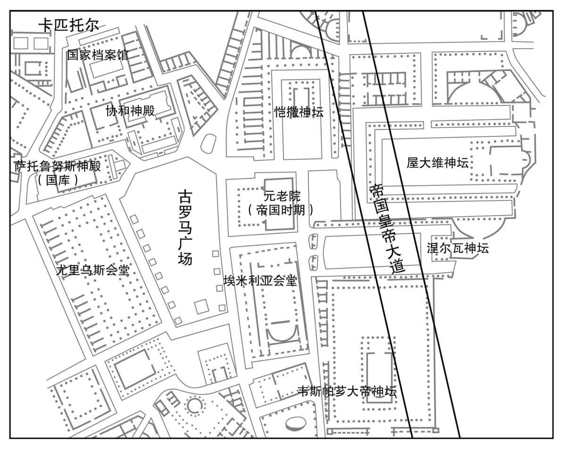 卡匹托尔
国家档案馆
协和神殿
恺撒神坛
萨托鲁努斯神殿
（国库）
屋大维神坛
古罗马广场
元老院
（帝国时期）
帝国皇帝大道
涅尔瓦神坛
尤里乌斯会堂
埃米利亚会堂
韦斯帕芗大帝神坛